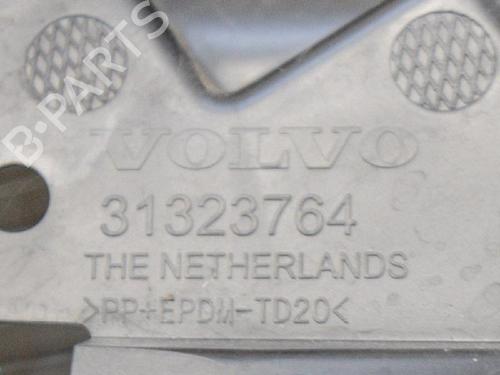 B-PARTS
VOLVO
31323764
THE NETHERLANDS
>PP+EPDM-TD20<